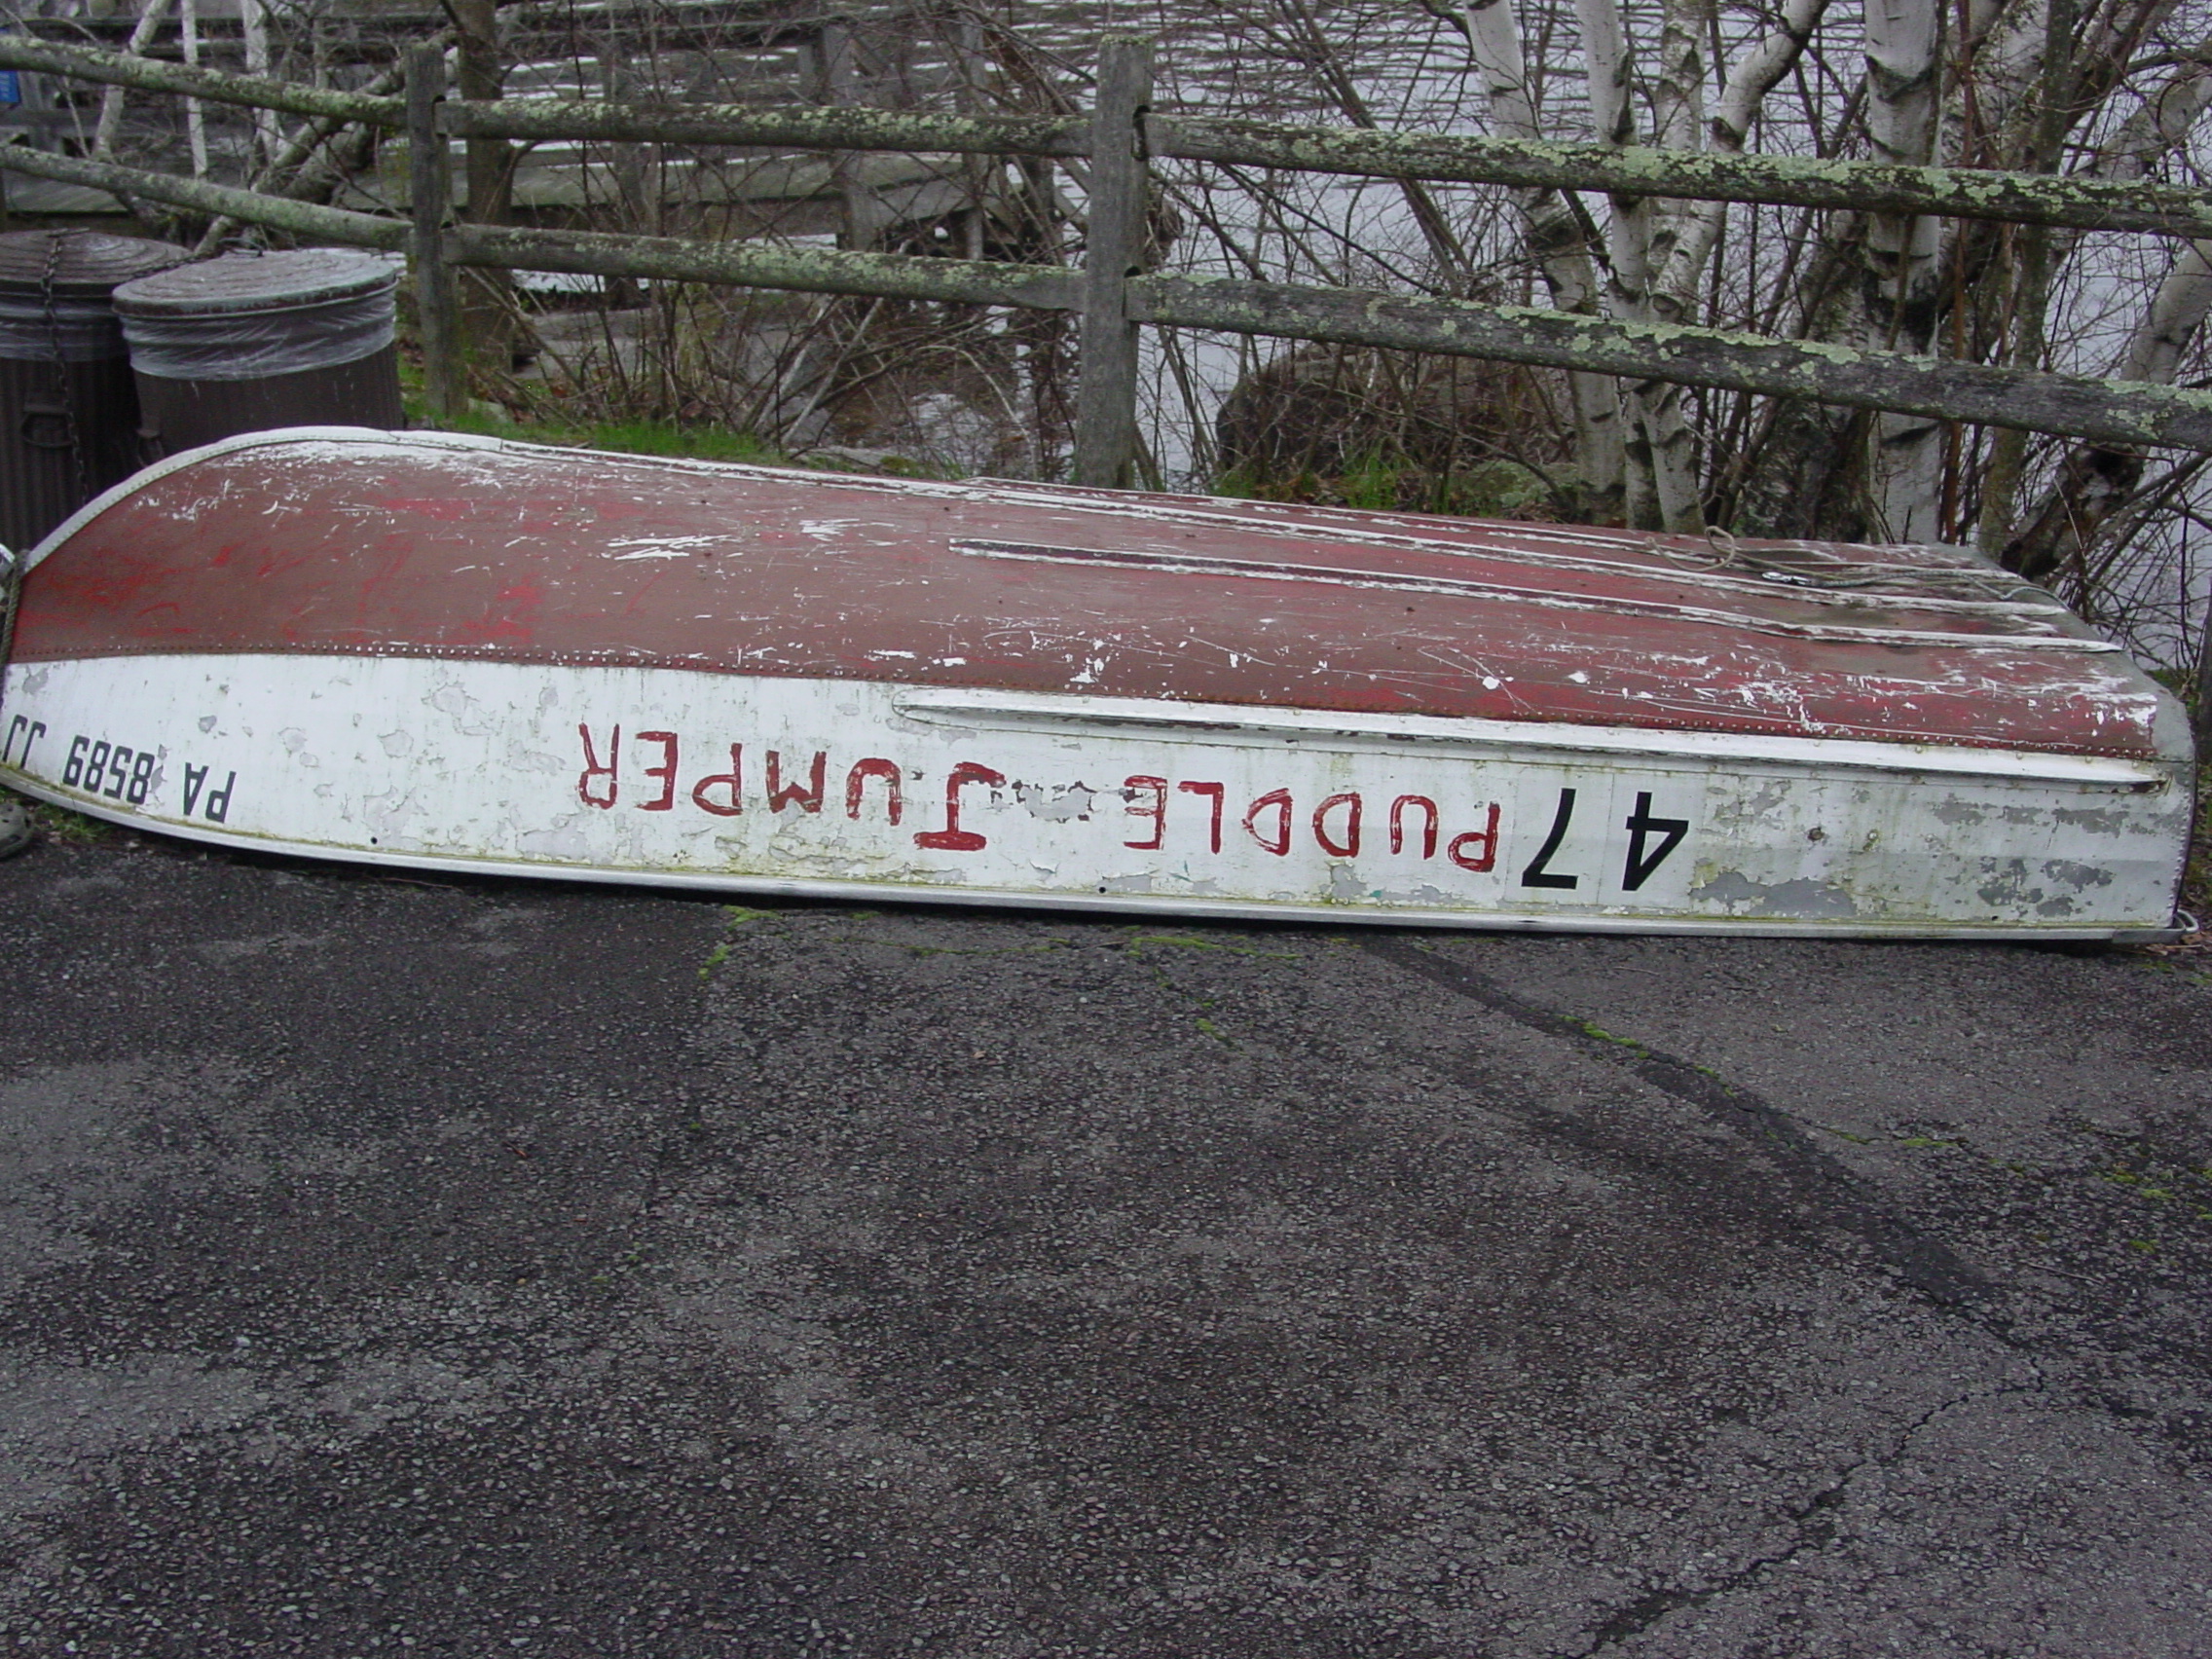 47 PUDDLE JUMPER PA 8589 JJ